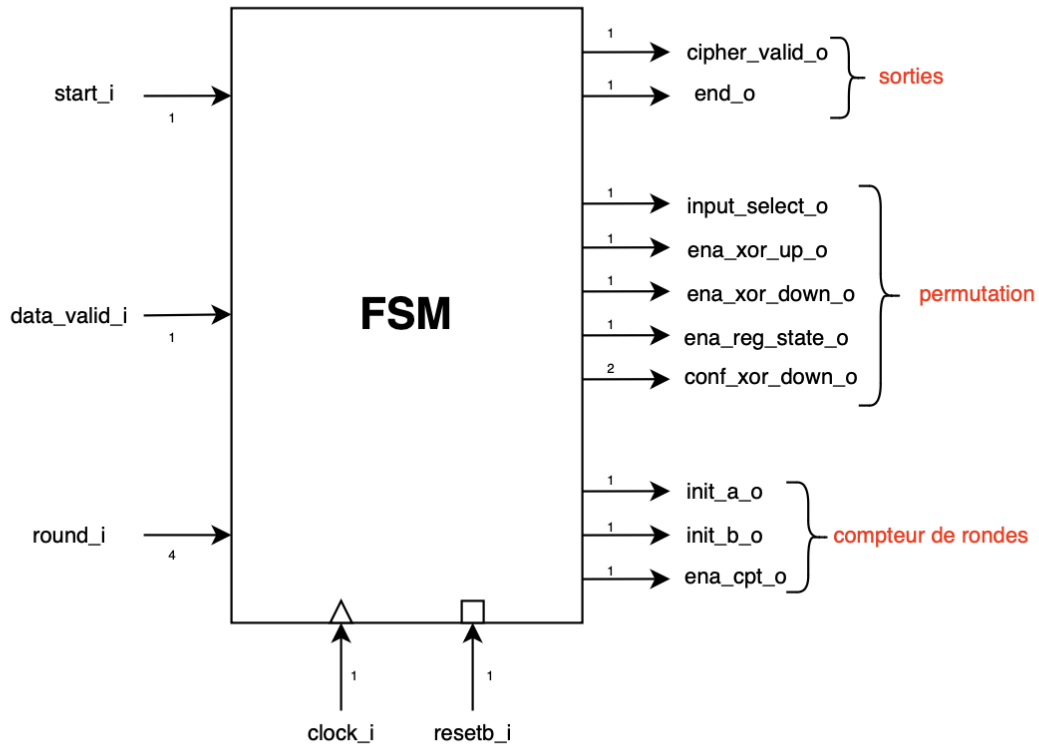 start_i
1
data_valid_i
1
round_i
4
FSM
1
cipher_valid_o
1
end_o
sorties
1
input_select_o
1
ena_xor_up_o
1
ena_xor_down_o
1
ena_reg_state_o
2
conf_xor_down_o
permutation
1
init_a_o
1
init_b_o
1
ena_cpt_o
compteur de rondes
1
clock_i
1
resetb_i